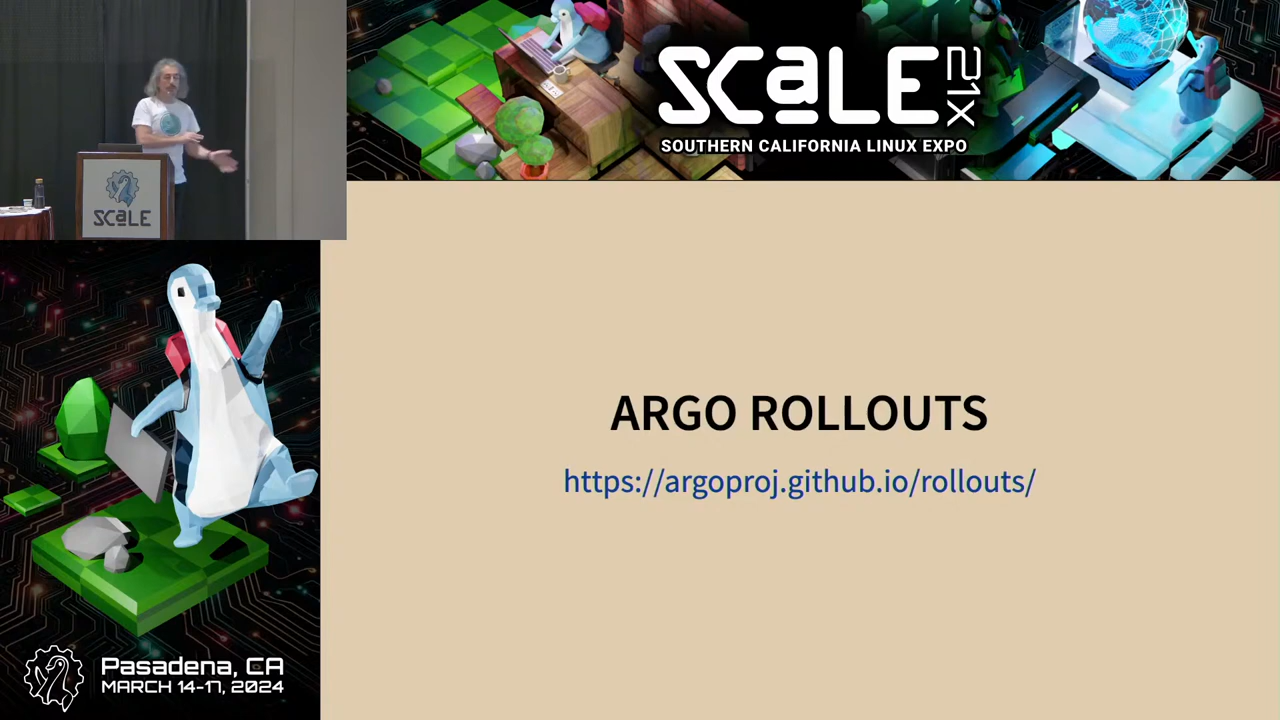 SCALE
SCALE 21X
SOUTHERN CALIFORNIA LINUX EXPO
ARGO ROLLOUTS
https://argoproj.github.io/rollouts/
Pasadena, CA
MARCH 14-17, 2024